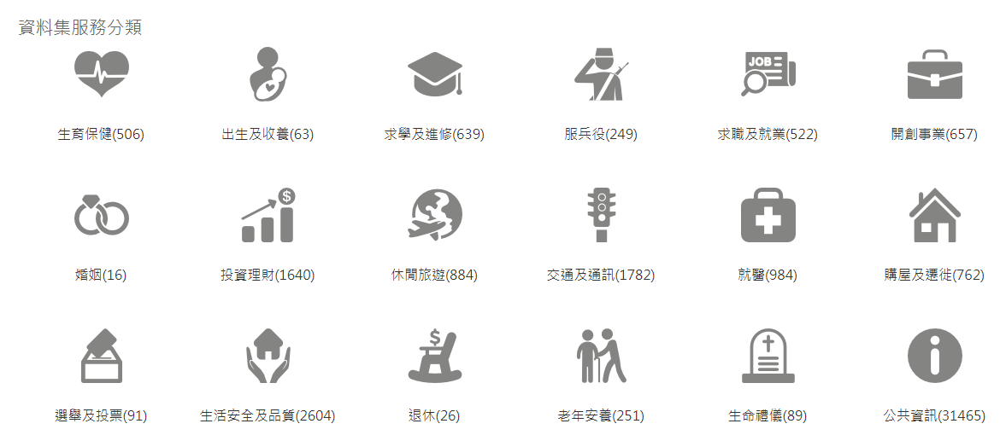 資料集服務分類
JOB
生育保健(506)
出生及收養(63)
求學及進修(639)
服兵役(249)
求職及就業(522)
開創事業(657)
$
婚姻(16)
投資理財(1640)
休閒旅遊(884)
交通及通訊(1782)
就醫(984)
購屋及遷徙(762)
$
選舉及投票(91)
生活安全及品質(2604)
退休(26)
老年安養(251)
生命禮儀(89)
公共資訊(31465)